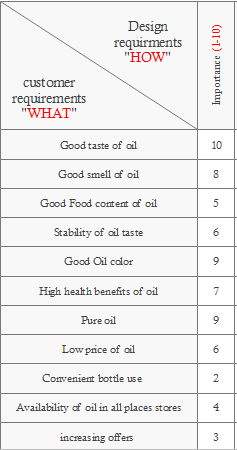 Design
requirments
"HOW"
customer
requirements
"WHAT"
Importance (1-10)
Good taste of oil 10
Good smell of oil 8
Good Food content of oil 5
Stability of oil taste 6
Good Oil color 9
High health benefits of oil 7
Pure oil 9
Low price of oil 6
Convenient bottle use 2
Availability of oil in all places stores 4
increasing offers 3